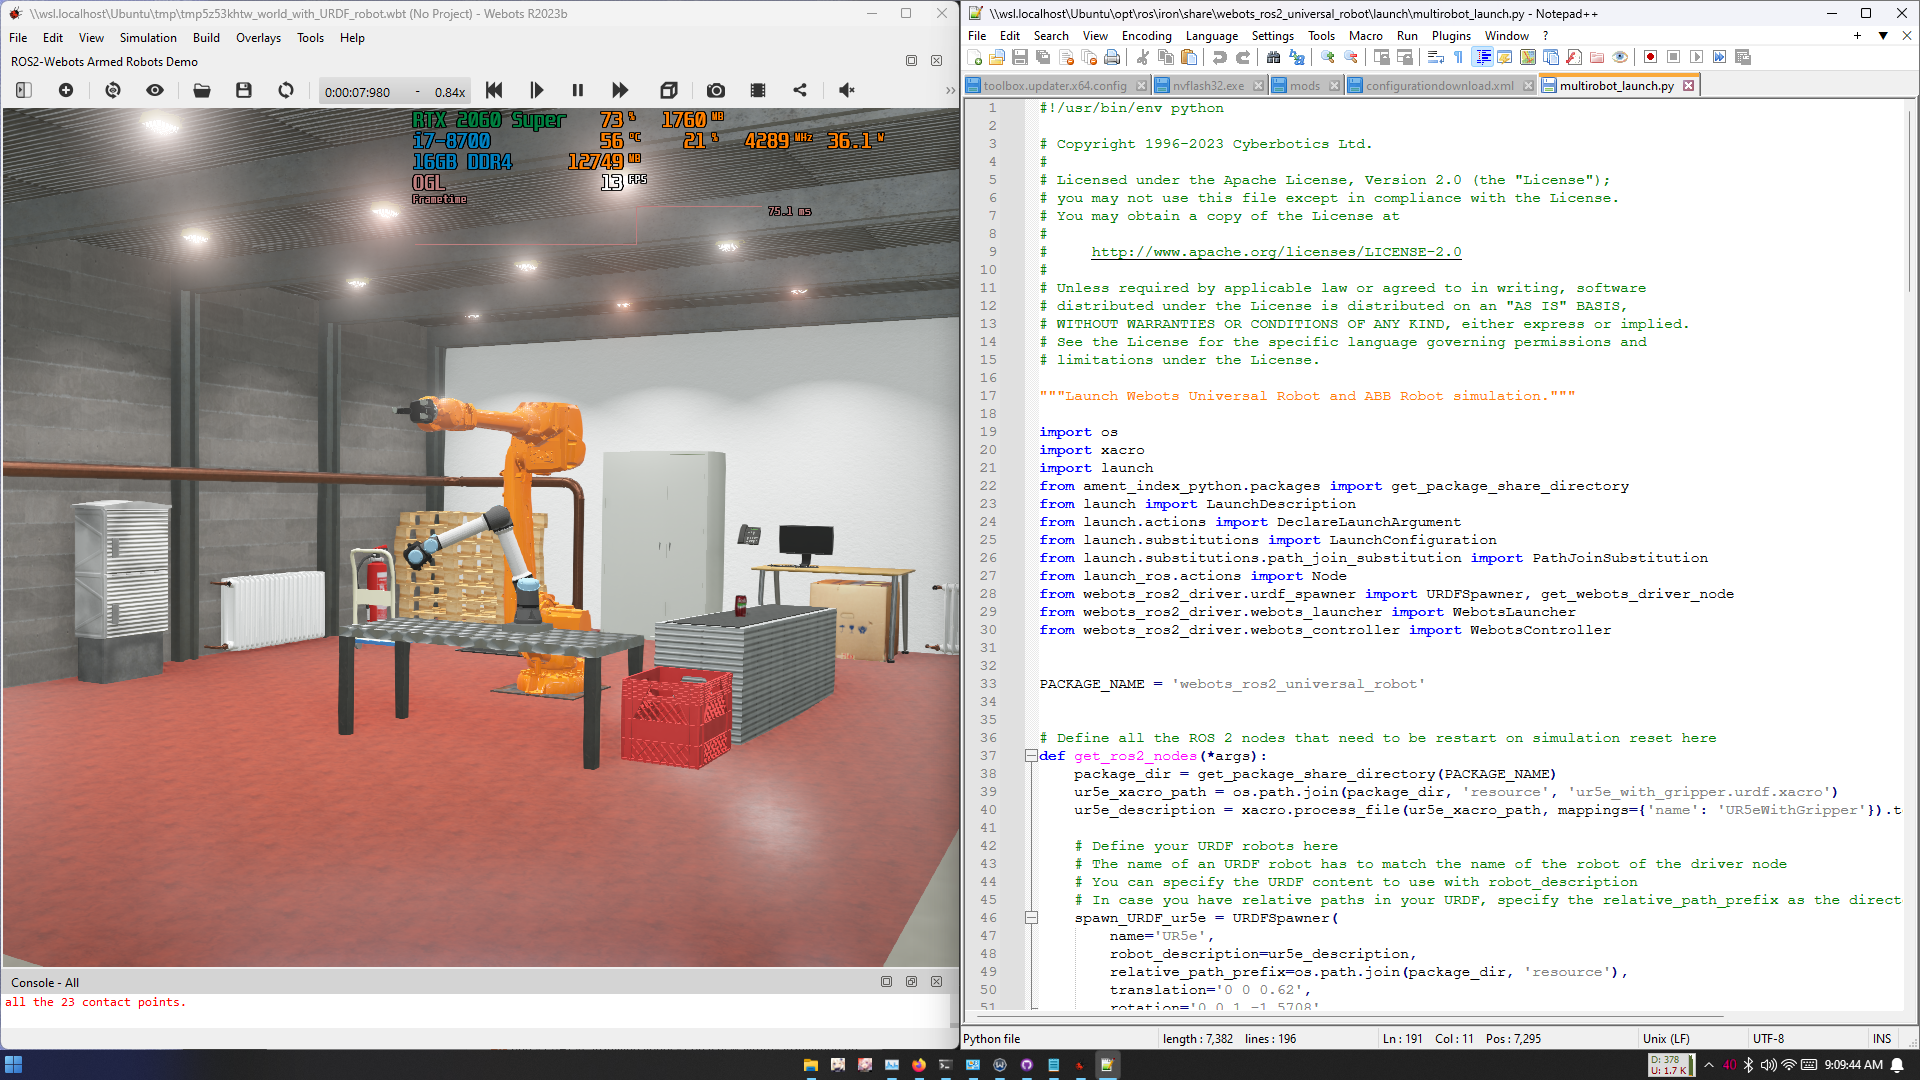 \\wsl.localhost\Ubuntu\tmp\tmp5z53khtw_world_with_URDF_robot.wbt (No Project) - Webots R2023b
File Edit View Simulation Build Overlays Tools Help
ROS2-Webots Armed Robots Demo
0:00:07:980 - 0.84x
RTX 2060 Super 73 % 1760 MB
i7-8700 56 °C 21 % 4289 MHz 36.1 W
16GB DDR4 12749 MB
OGL 13 FPS
Frametime
75.1 ms
Console - All
all the 23 contact points.
\\wsl.localhost\Ubuntu\opt\ros\iron\share\webots_ros2_universal_robot\launch\multirobot_launch.py - Notepad++
File Edit Search View Encoding Language Settings Tools Macro Run Plugins Window ?
toolbox.updater.x64.config nvflash32.exe mods configurationdownload.xml multirobot_launch.py
1 #!/usr/bin/env python
2
3 # Copyright 1996-2023 Cyberbotics Ltd.
4 #
5 # Licensed under the Apache License, Version 2.0 (the "License");
6 # you may not use this file except in compliance with the License.
7 # You may obtain a copy of the License at
8 #
9 #     http://www.apache.org/licenses/LICENSE-2.0
10 #
11 # Unless required by applicable law or agreed to in writing, software
12 # distributed under the License is distributed on an "AS IS" BASIS,
13 # WITHOUT WARRANTIES OR CONDITIONS OF ANY KIND, either express or implied.
14 # See the License for the specific language governing permissions and
15 # limitations under the License.
16
17 """Launch Webots Universal Robot and ABB Robot simulation."""
18
19 import os
20 import xacro
21 import launch
22 from ament_index_python.packages import get_package_share_directory
23 from launch import LaunchDescription
24 from launch.actions import DeclareLaunchArgument
25 from launch.substitutions import LaunchConfiguration
26 from launch.substitutions.path_join_substitution import PathJoinSubstitution
27 from launch_ros.actions import Node
28 from webots_ros2_driver.urdf_spawner import URDFSpawner, get_webots_driver_node
29 from webots_ros2_driver.webots_launcher import WebotsLauncher
30 from webots_ros2_driver.webots_controller import WebotsController
31
32
33 PACKAGE_NAME = 'webots_ros2_universal_robot'
34
35
36 # Define all the ROS 2 nodes that need to be restart on simulation reset here
37 def get_ros2_nodes(*args):
38     package_dir = get_package_share_directory(PACKAGE_NAME)
39     ur5e_xacro_path = os.path.join(package_dir, 'resource', 'ur5e_with_gripper.urdf.xacro')
40     ur5e_description = xacro.process_file(ur5e_xacro_path, mappings={'name': 'UR5eWithGripper'}).t
41
42     # Define your URDF robots here
43     # The name of an URDF robot has to match the name of the robot of the driver node
44     # You can specify the URDF content to use with robot_description
45     # In case you have relative paths in your URDF, specify the relative_path_prefix as the direct
46     spawn_URDF_ur5e = URDFSpawner(
47         name='UR5e',
48         robot_description=ur5e_description,
49         relative_path_prefix=os.path.join(package_dir, 'resource'),
50         translation='0 0 0.62',
51         rotation='0 0 1 -1.5708'
Python file length : 7,382 lines : 196 Ln : 191 Col : 11 Pos : 7,295 Unix (LF) UTF-8 INS
D: 378
U: 1.7 K
40
9:09:44 AM